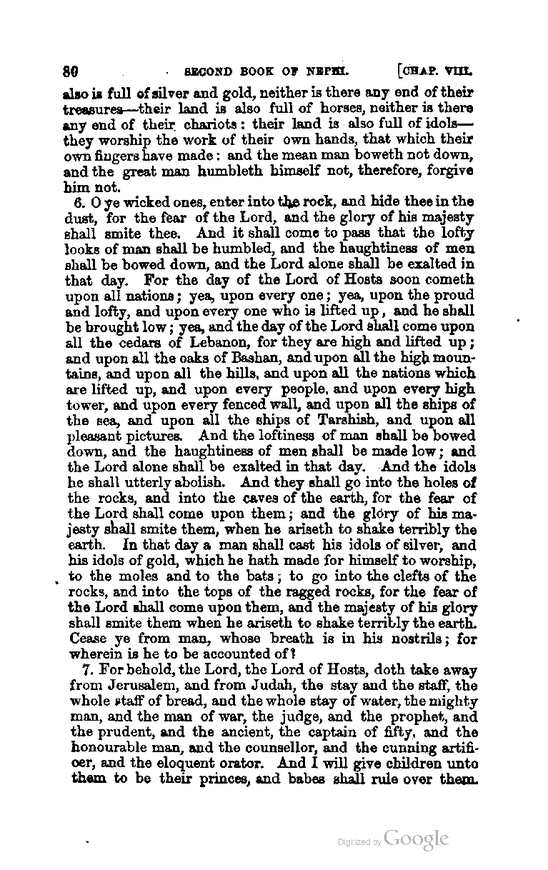 80 SECOND BOOK OF NEPHI. [CHAP. VIII.
also is full of silver and gold, neither is there any end of their
treasures—their land is also full of horses, neither is there
any end of their chariots: their land is also full of idols—
they worship the work of their own hands, that which their
own fingers have made: and the mean man boweth not down,
and the great man humbleth himself not, therefore, forgive
him not.
6. O ye wicked ones, enter into the rock, and hide thee in the
dust, for the fear of the Lord, and the glory of his majesty
shall smite thee. And it shall come to pass that the lofty
looks of man shall be humbled, and the haughtiness of men
shall be bowed down, and the Lord alone shall be exalted in
that day. For the day of the Lord of Hosts soon cometh
upon all nations; yea, upon every one; yea, upon the proud
and lofty, and upon every one who is lifted up, and he shall
be brought low; yea, and the day of the Lord shall come upon
all the cedars of Lebanon, for they are high and lifted up;
and upon all the oaks of Bashan, and upon all the high moun-
tains, and upon all the hills, and upon all the nations which
are lifted up, and upon every people, and upon every high
tower, and upon every fenced wall, and upon all the ships of
the sea, and upon all the ships of Tarshish, and upon all
pleasant pictures. And the loftiness of man shall be bowed
down, and the haughtiness of men shall be made low; and
the Lord alone shall be exalted in that day. And the idols
he shall utterly abolish. And they shall go into the holes of
the rocks, and into the caves of the earth, for the fear of
the Lord shall come upon them; and the glory of his ma-
jesty shall smite them, when he ariseth to shake terribly the
earth. In that day a man shall cast his idols of silver, and
his idols of gold, which he hath made for himself to worship,
to the moles and to the bats; to go into the clefts of the
rocks, and into the tops of the ragged rocks, for the fear of
the Lord shall come upon them, and the majesty of his glory
shall smite them when he ariseth to shake terribly the earth.
Cease ye from man, whose breath is in his nostrils; for
wherein is he to be accounted of?
7. For behold, the Lord, the Lord of Hosts, doth take away
from Jerusalem, and from Judah, the stay and the staff, the
whole staff of bread, and the whole stay of water, the mighty
man, and the man of war, the judge, and the prophet, and
the prudent, and the ancient, the captain of fifty, and the
honourable man, and the counsellor, and the cunning artifi-
cer, and the eloquent orator. And I will give children unto
them to be their princes, and babes shall rule over them.
Digitized by Google